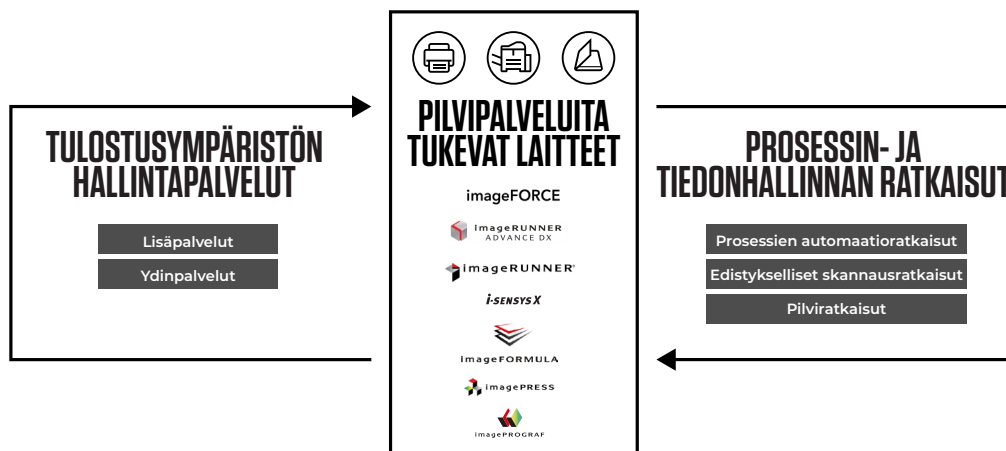 TULOSTUSYMPÄRISTÖN
HALLINTAPALVELUT
Lisäpalvelut
Ydinpalvelut
PILVIPALVELUITA
TUKEVAT LAITTEET
imageFORCE
imageRUNNER
ADVANCE DX
imageRUNNER®
i-SENSYS X
imageFORMULA
imagePRESS
imagePROGRAF
PROSESSIN- JA
TIEDONHALLINNAN RATKAISUT
Prosessien automaatioratkaisut
Edistykselliset skannausratkaisut
Pilviratkaisut